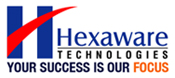 Hexaware
TECHNOLOGIES
YOUR SUCCESS IS OUR FOCUS